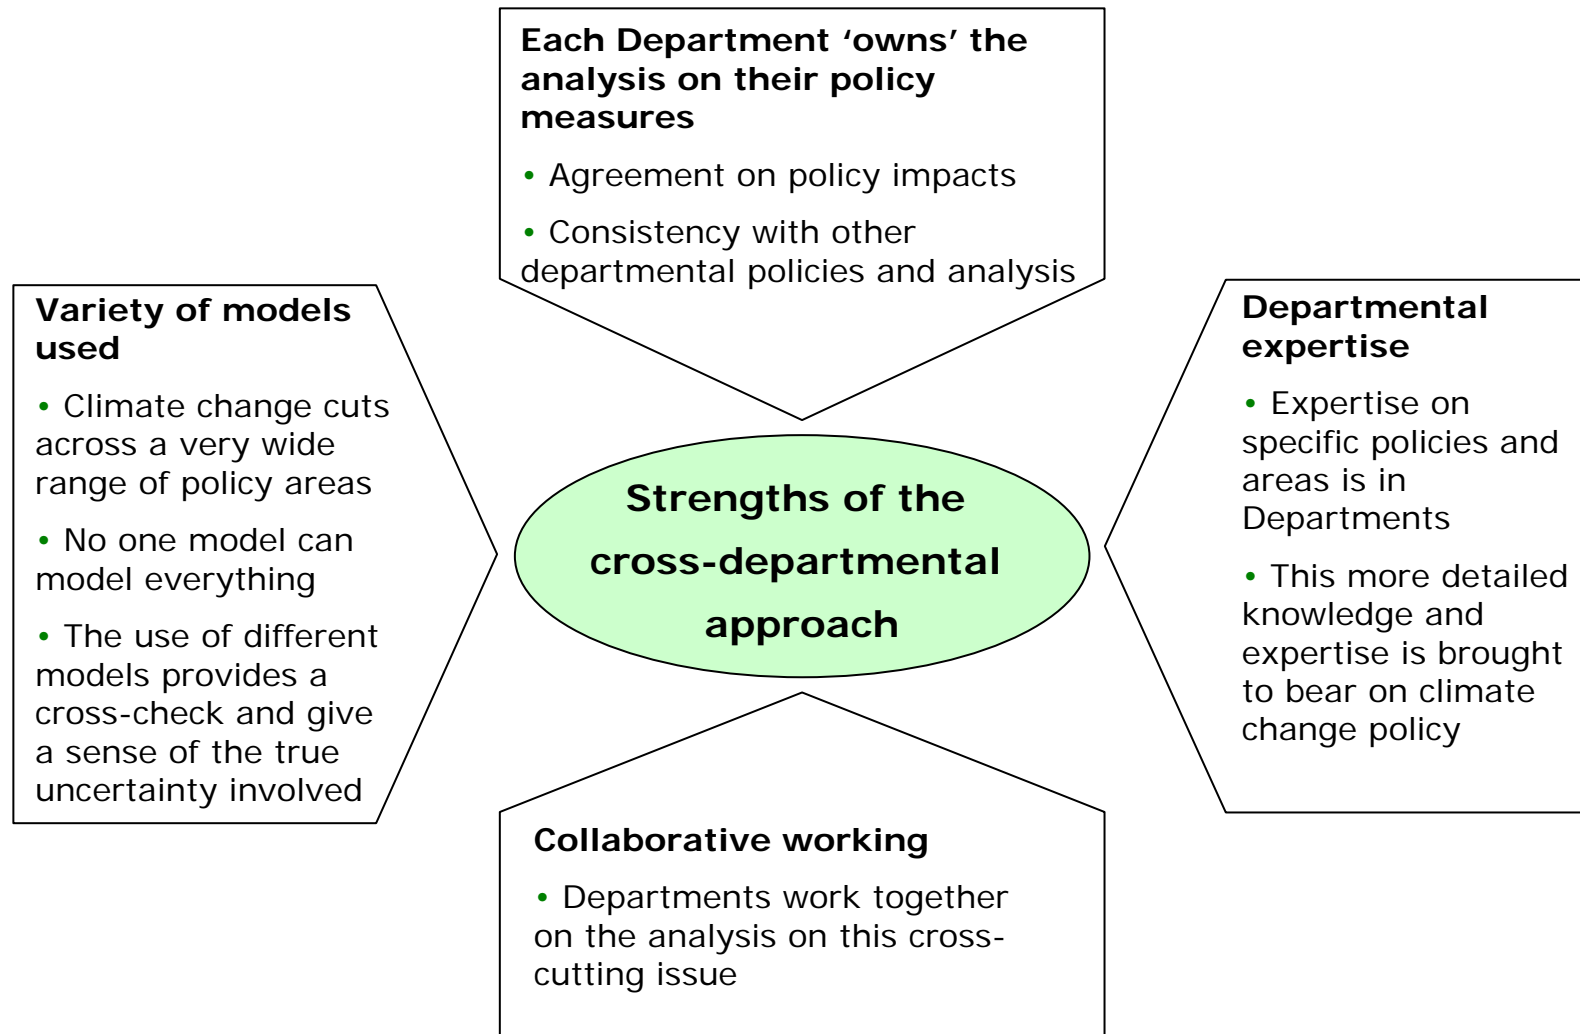 Each Department ‘owns’ the
analysis on their policy
measures
• Agreement on policy impacts
• Consistency with other
departmental policies and analysis
Variety of models
used
• Climate change cuts
across a very wide
range of policy areas
• No one model can
model everything
• The use of different
models provides a
cross-check and give
a sense of the true
uncertainty involved
Strengths of the
cross-departmental
approach
Departmental
expertise
• Expertise on
specific policies and
areas is in
Departments
• This more detailed
knowledge and
expertise is brought
to bear on climate
change policy
Collaborative working
• Departments work together
on the analysis on this cross-
cutting issue